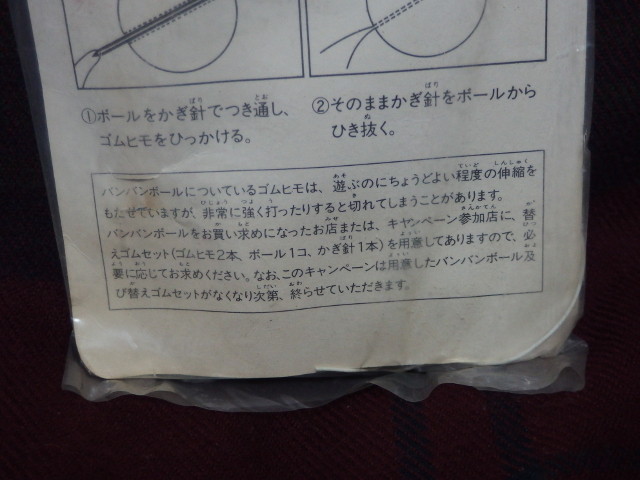 ①ボールをかぎ針でつき通し、
ゴムヒモをひっかける。
②そのままかぎ針をボールから
ひき抜く。
バンバンボールについているゴムヒモは、遊ぶのにちょうどよい程度の伸縮を
もたせていますが、非常に強く打ったりすると切れてしまうことがあります。
バンバンボールをお買い求めになったお店または、キャンペーン参加店に、替
えゴムセット(ゴムヒモ2本、ボール1コ、かぎ針1本)を用意してありますので、必
要に応じてお求めください。なお、このキャンペーンは用意したバンバンボール及
び替えゴムセットがなくなり次第、終らせていただきます。